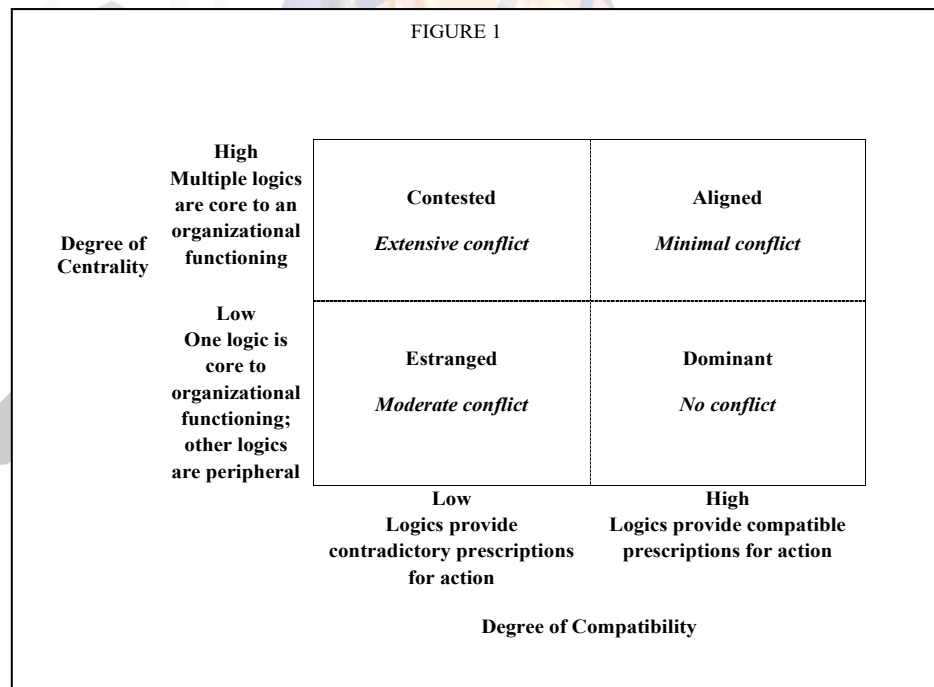 FIGURE 1
High
Multiple logics
are core to an
organizational
functioning
Degree of
Centrality
Contested
Extensive conflict
Aligned
Minimal conflict
Low
One logic is
core to
organizational
functioning;
other logics
are peripheral
Estranged
Moderate conflict
Dominant
No conflict
Low
Logics provide
contradictory prescriptions
for action
High
Logics provide compatible
prescriptions for action
Degree of Compatibility